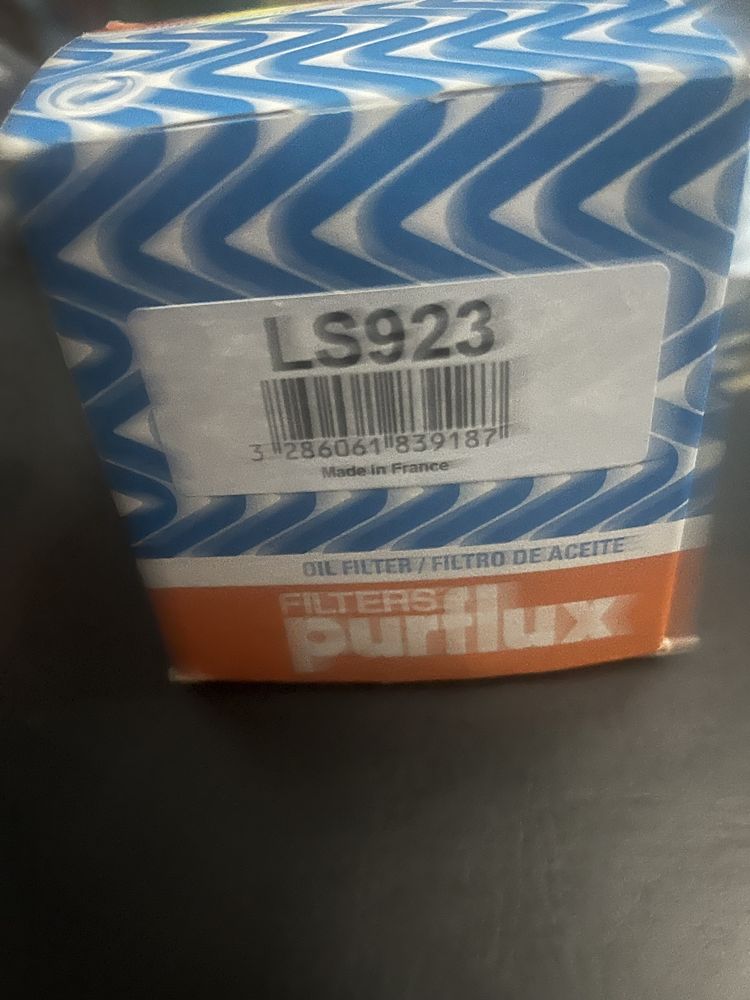 LS923
3 286061 839187
Made in France
OIL FILTER / FILTRO DE ACEITE
FILTERS
purflux